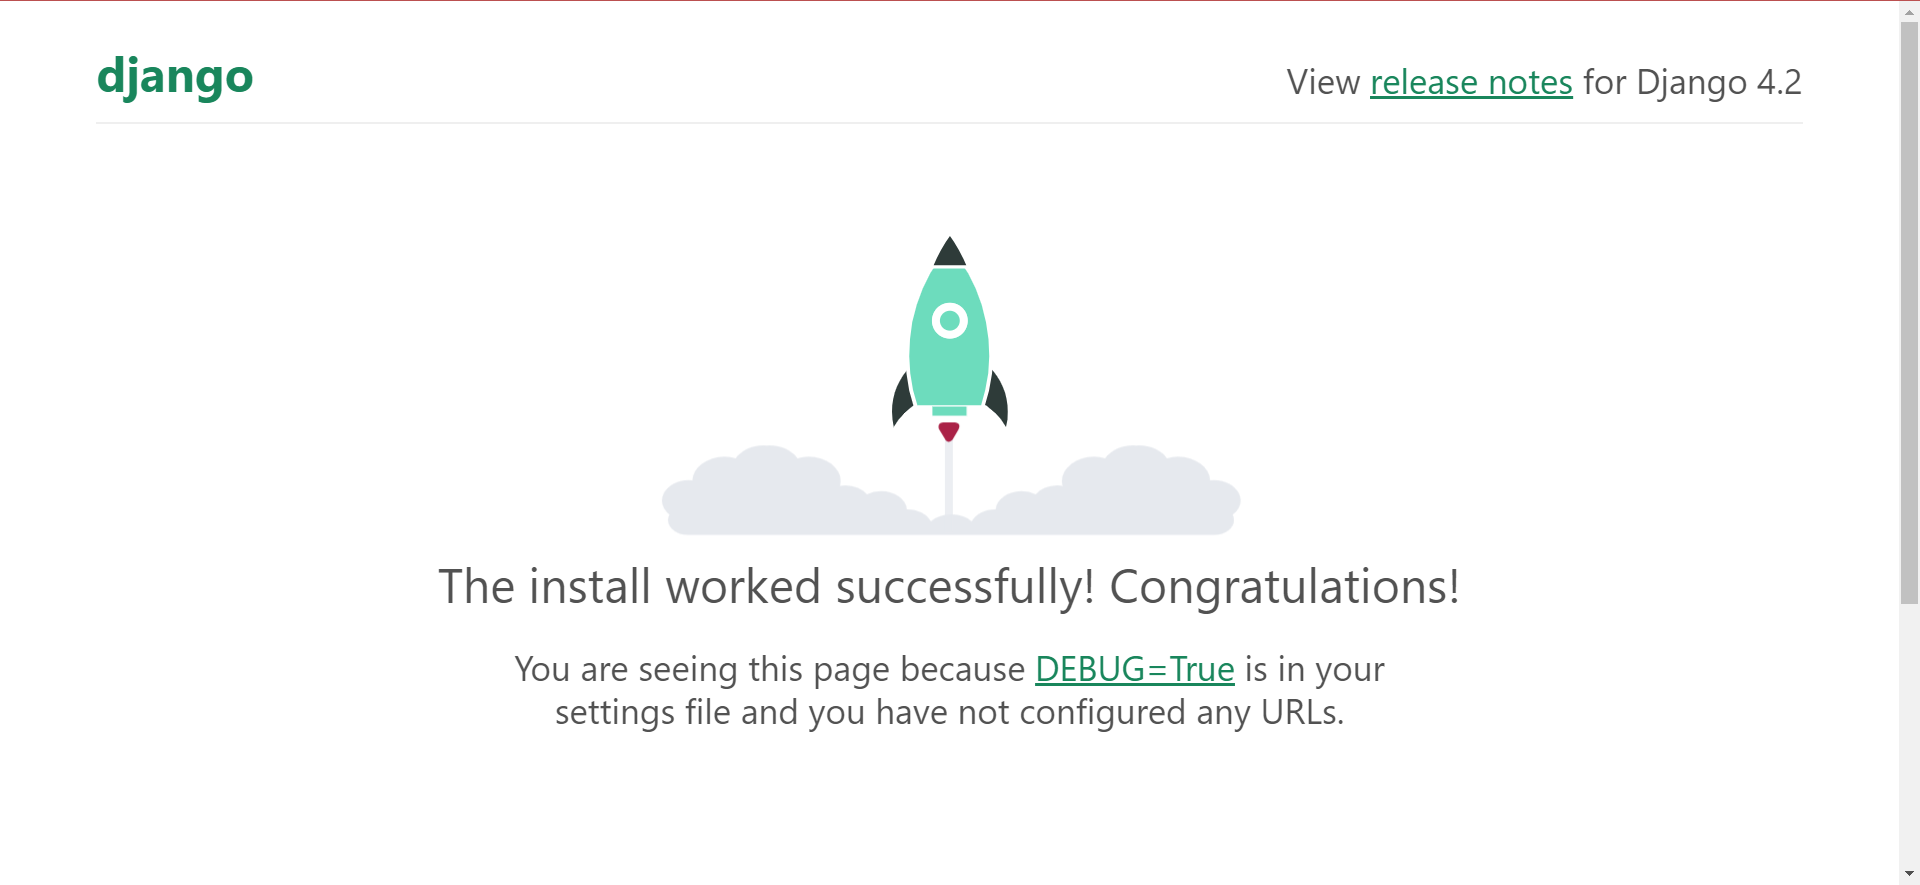 django
View release notes for Django 4.2
The install worked successfully! Congratulations!
You are seeing this page because DEBUG=True is in your
settings file and you have not configured any URLs.